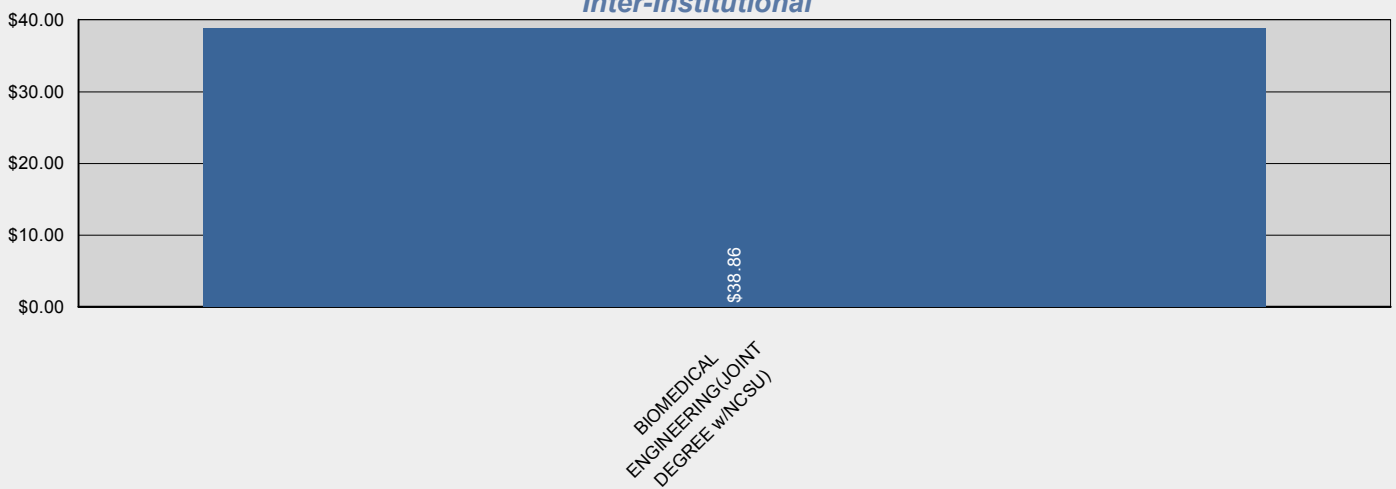 Inter-Institutional
$40.00
$30.00
$20.00
$10.00
$0.00
$38.86
BIOMEDICAL
ENGINEERING(JOINT
DEGREE w/NCSU)